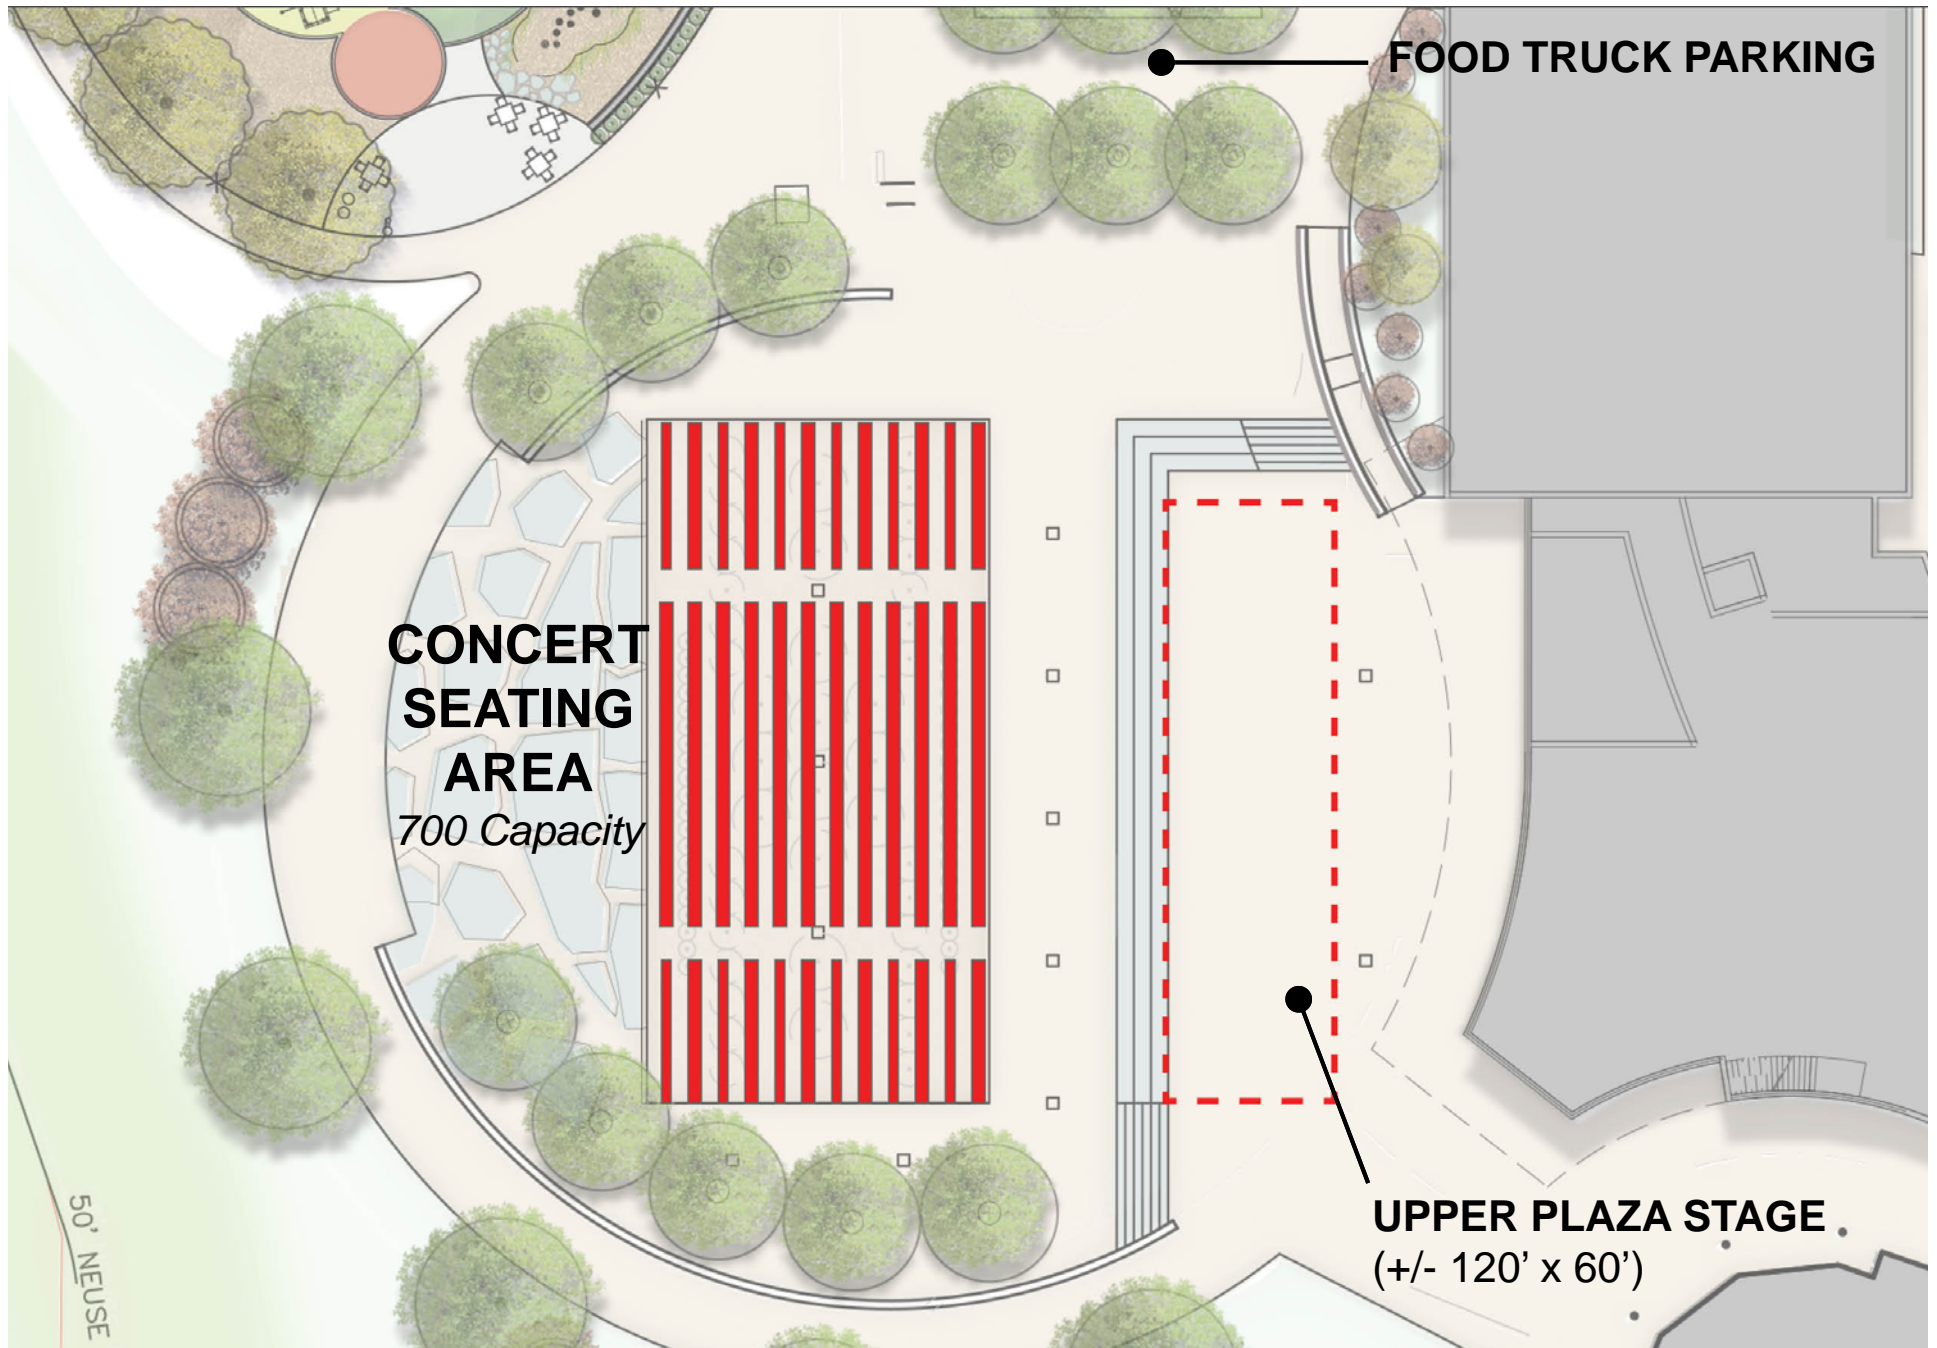 FOOD TRUCK PARKING
CONCERT
SEATING
AREA
700 Capacity
UPPER PLAZA STAGE
(+/- 120’ x 60’)
50' NEUSE